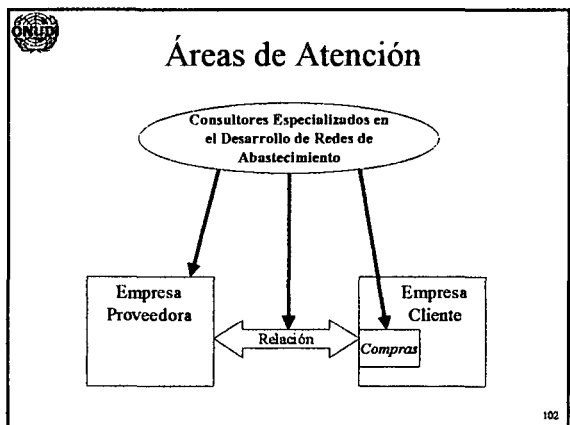 ONUDI
Áreas de Atención
Consultores Especializados en
el Desarrollo de Redes de
Abastecimiento
Empresa
Proveedora
Relación
Empresa
Cliente
Compras
102